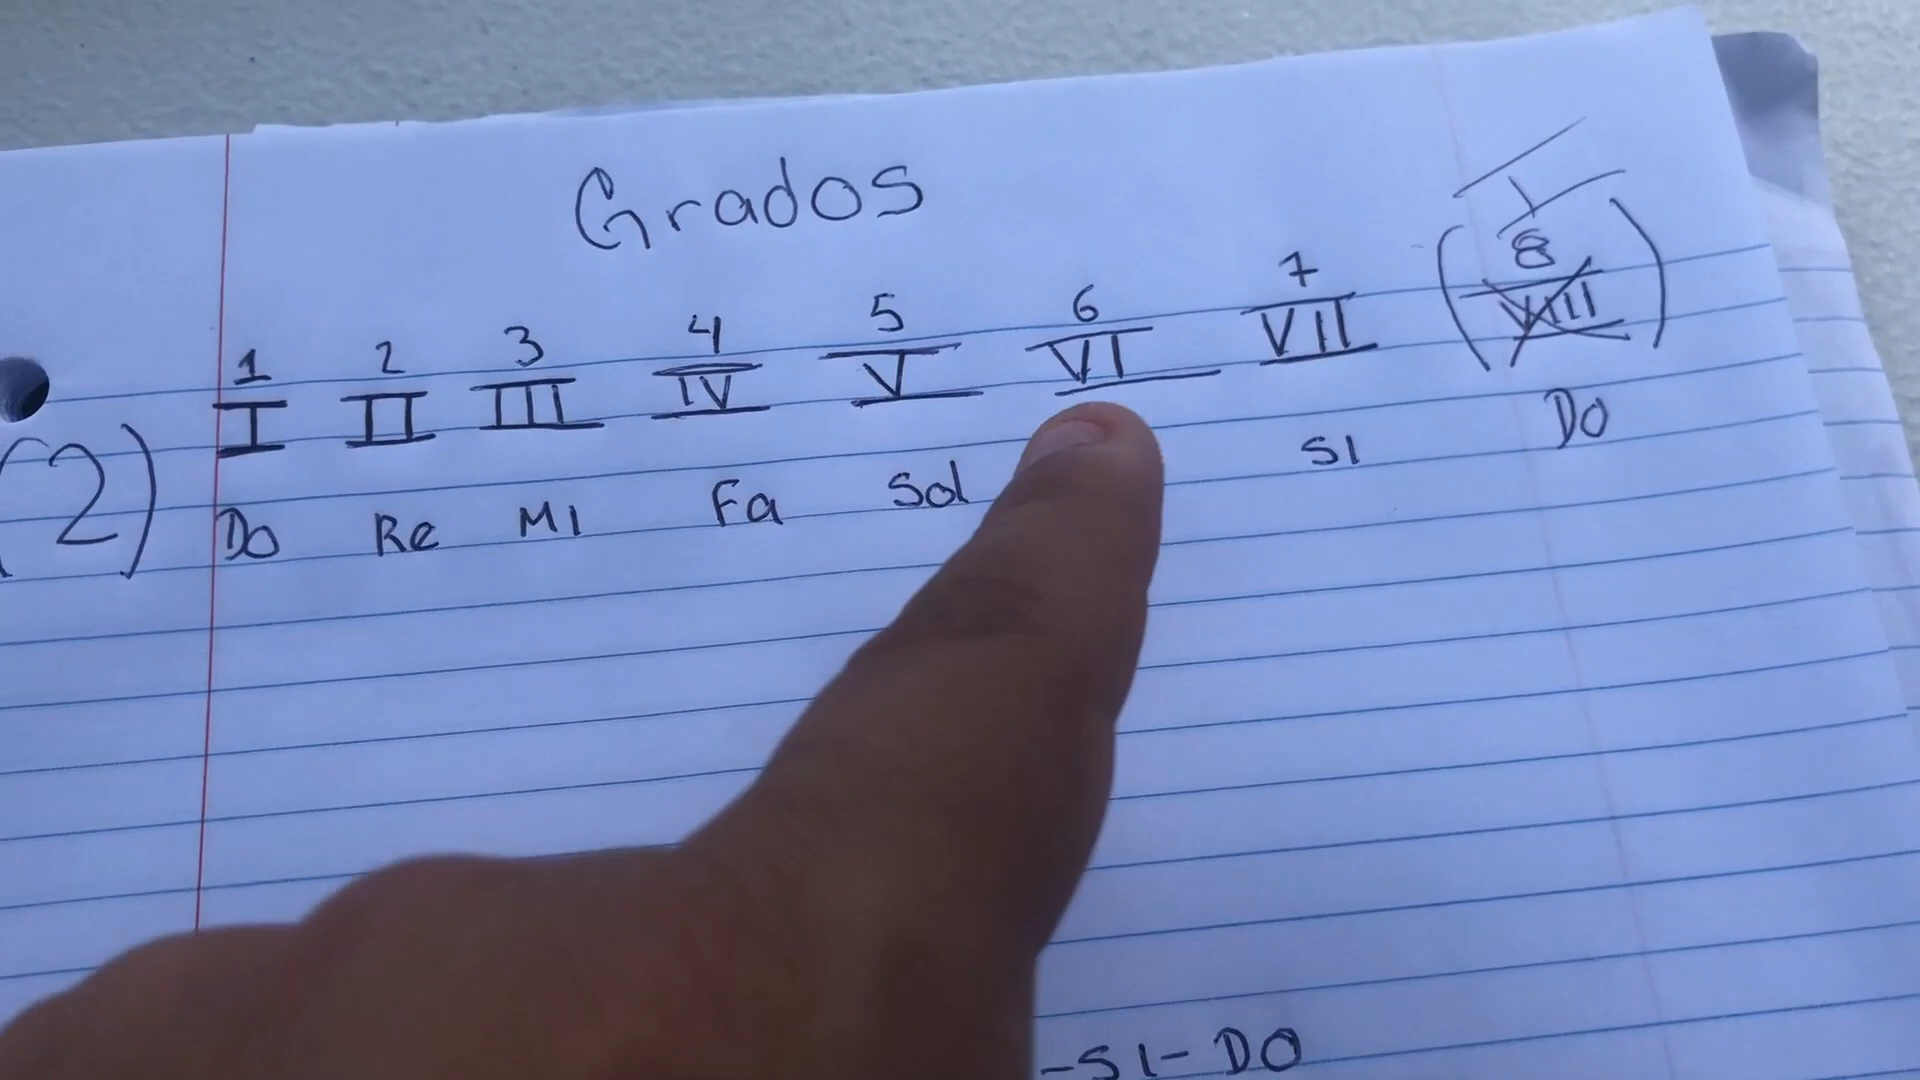 Grados
1 2 3 4 5 6 7 (8)
(2) I II III IV V VI VII (VIII) I
Do Re MI Fa Sol SI Do
-SI-DO